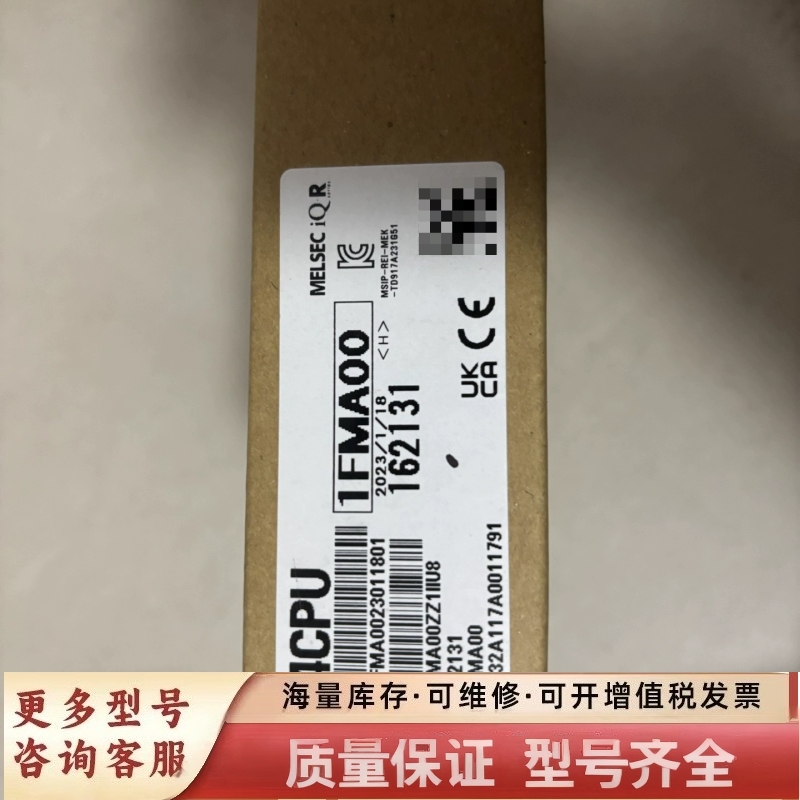 MELSEC iQ R
MSIP-REI-MEK
-TD917A231G51
1FMA00
<H>
2023/1/18
162131
UK
CA
CE
4CPU
FMA0023011801
MA00ZZ1IIU8
2131
MA00
32A117A0011791
更多型号
咨询客服
海量库存·可维修·可开增值税发票
质量保证 型号齐全